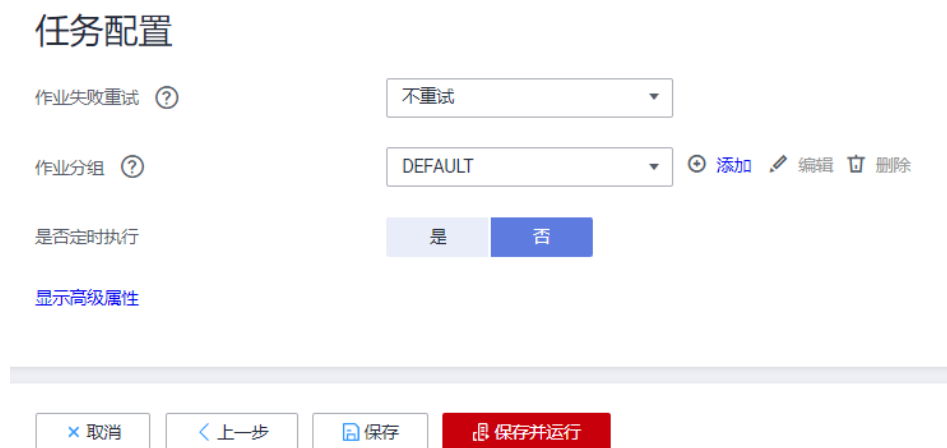 任务配置
作业失败重试 ? 不重试
作业分组 ? DEFAULT 添加 编辑 删除
是否定时执行 是 否
显示高级属性
取消 上一步 保存 保存并运行